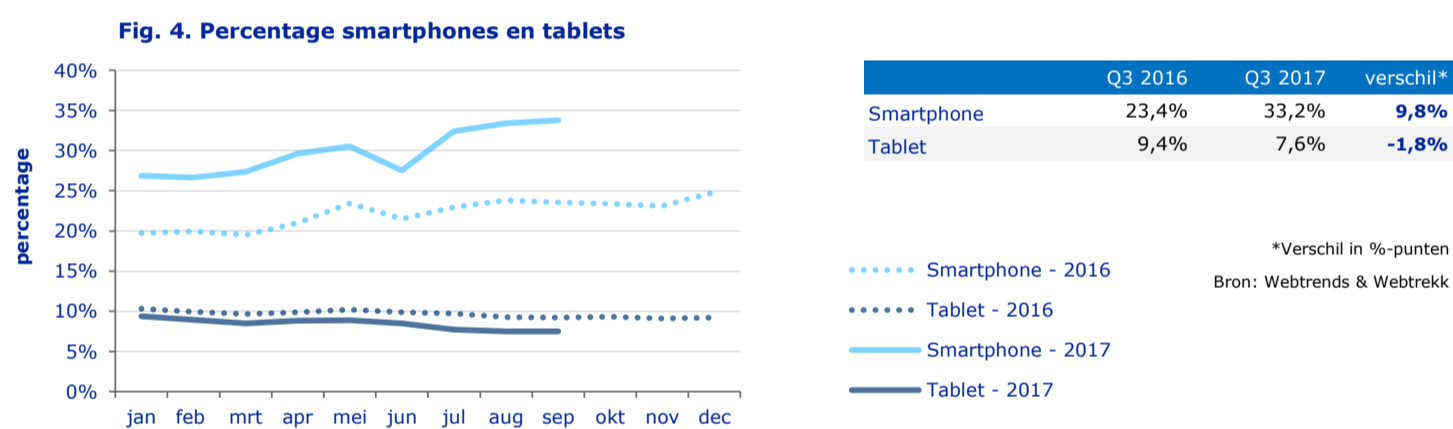 Fig. 4. Percentage smartphones en tablets
percentage
40%
35%
30%
25%
20%
15%
10%
5%
0%
jan feb mrt apr mei jun jul aug sep okt nov dec
Q3 2016 Q3 2017 verschil*
Smartphone 23,4% 33,2% 9,8%
Tablet 9,4% 7,6% -1,8%
*Verschil in %-punten
Bron: Webtrends & Webtrekk
Smartphone - 2016
Tablet - 2016
Smartphone - 2017
Tablet - 2017